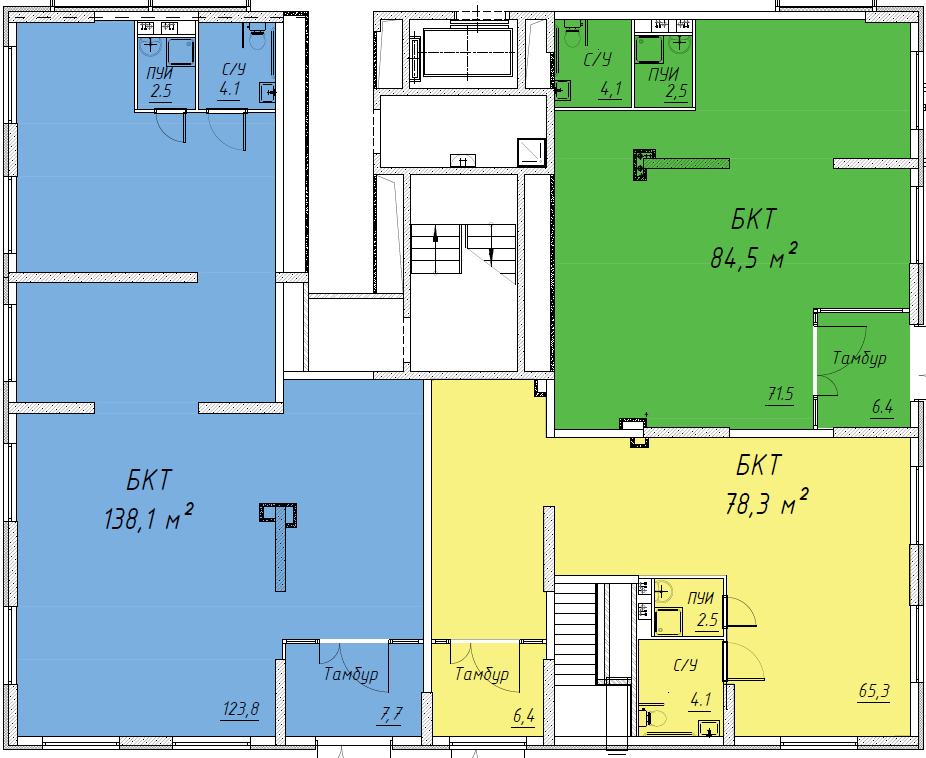 ПУИ
2.5
С/У
4.1
С/У
4,1
ПУИ
2,5
БКТ
84,5 м²
Тамбур
71.5
6.4
БКТ
138,1 м²
БКТ
78,3 м²
ПУИ
2.5
С/У
4.1
Тамбур
123,8
7,7
Тамбур
6,4
65,3